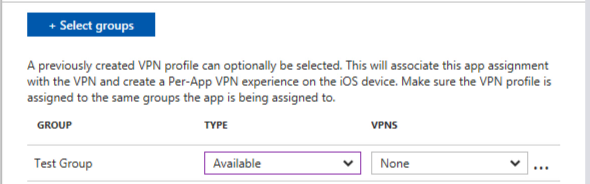 + Select groups
A previously created VPN profile can optionally be selected. This will associate this app assignment
with the VPN and create a Per-App VPN experience on the iOS device. Make sure the VPN profile is
assigned to the same groups the app is being assigned to.
GROUP TYPE VPNS
Test Group Available None ...